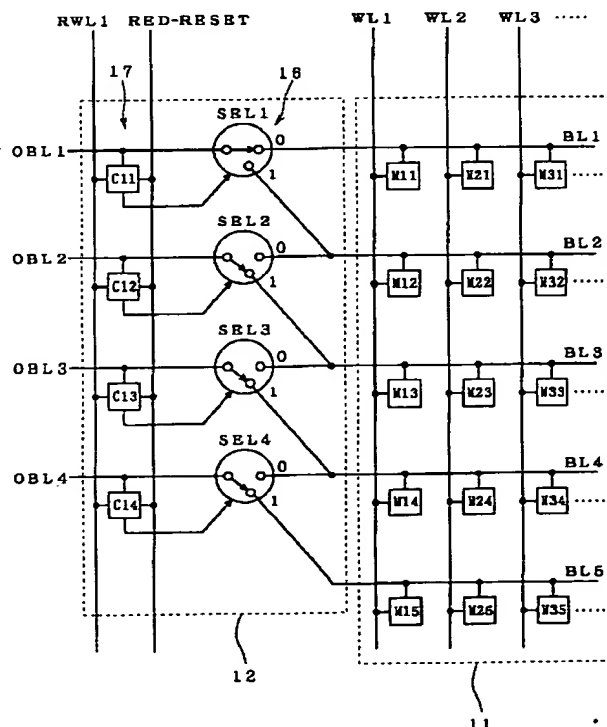 RWL1 RED-RESET WL1 WL2 WL3 ·····
17 18
SEL1
OBL1 0 BL1
1
C11 M11 M21 M31 ·····
SEL2
OBL2 0 BL2
1
C12 M12 M22 M32 ·····
SEL3
OBL3 0 BL3
1
C13 M13 M23 M33 ·····
SEL4
OBL4 0 BL4
1
C14 M14 M24 M34 ·····
BL5
M15 M25 M35 ·····
12
11